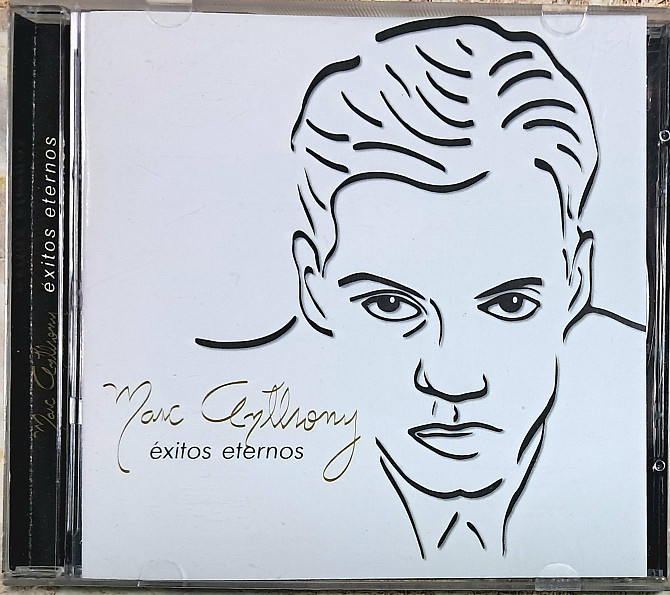 Marc Anthony
éxitos eternos
Marc Anthony
éxitos eternos